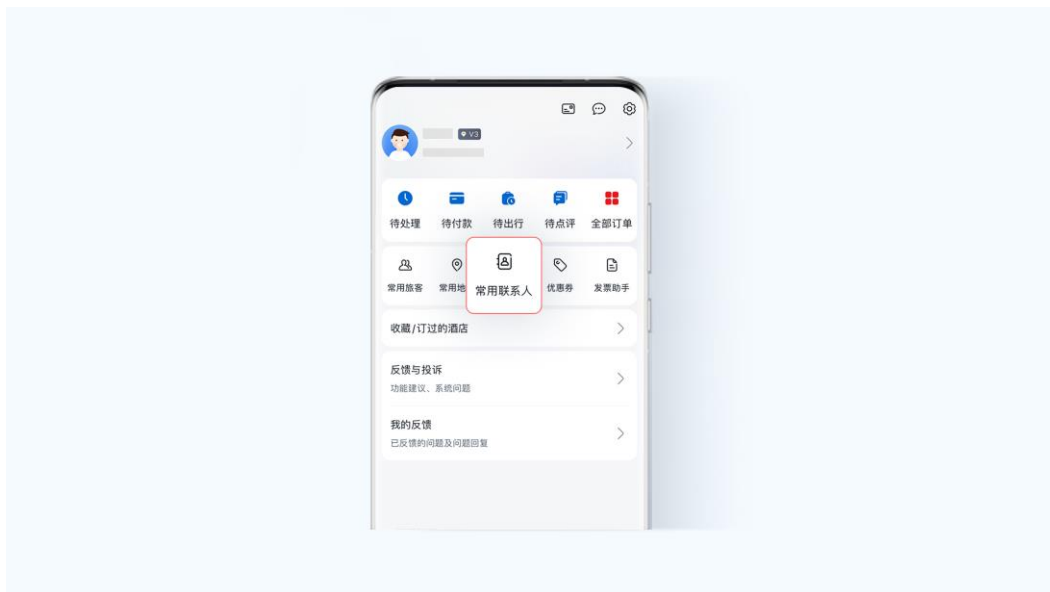 V3
待处理 待付款 待出行 待点评 全部订单
常用旅客 常用地 常用联系人 优惠券 发票助手
收藏/订过的酒店
反馈与投诉
功能建议、系统问题
我的反馈
已反馈的问题及问题回复